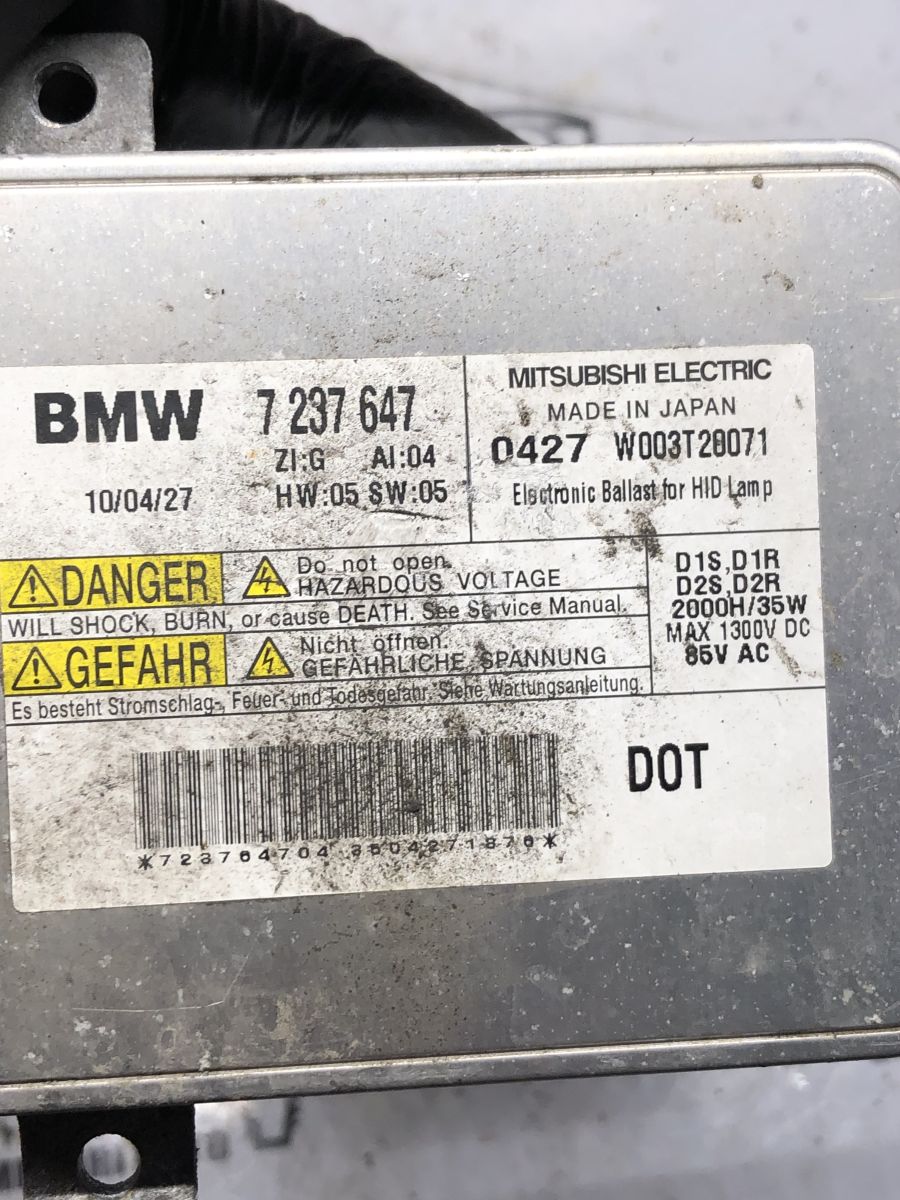 BMW 7 237 647
ZI:G AI:04
10/04/27 HW:05 SW:05
MITSUBISHI ELECTRIC
MADE IN JAPAN
0427 W003T20071
Electronic Ballast for HID Lamp
DANGER
Do not open.
HAZARDOUS VOLTAGE
WILL SHOCK, BURN, or cause DEATH. See Service Manual.
GEFAHR
Nicht öffnen.
GEFÄHRLICHE SPANNUNG
Es besteht Stromschlag-, Feuer- und Todesgefahr. Siehe Wartungsanleitung.
D1S,D1R
D2S,D2R
2000H/35W
MAX 1300V DC
85V AC
DOT
*723764704 3504271876*